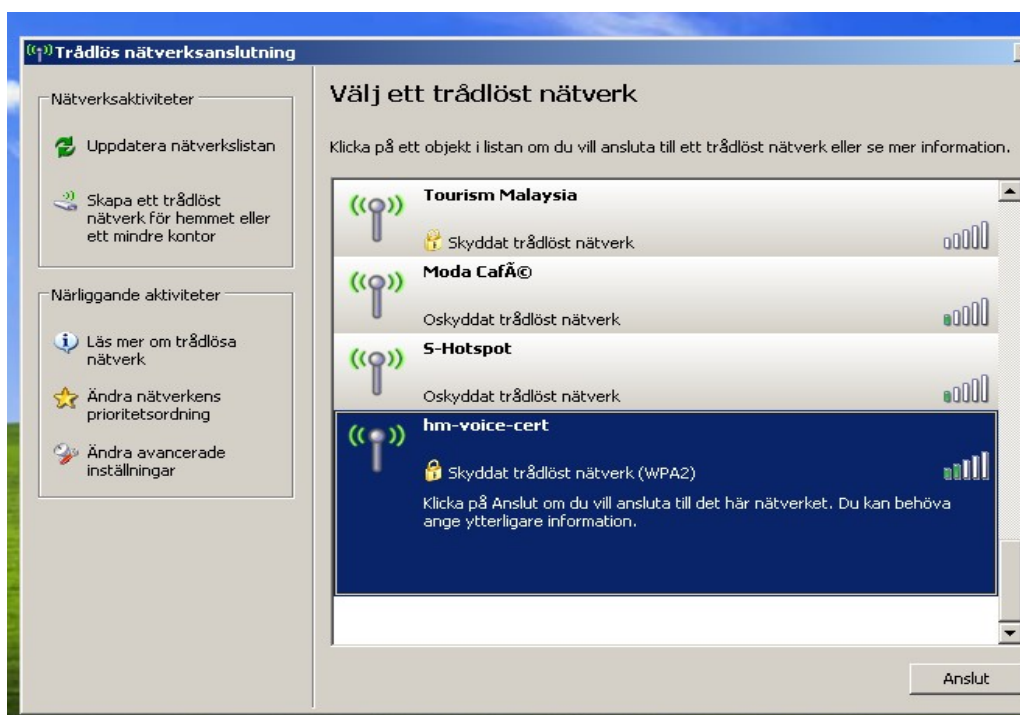 Trådlös nätverksanslutning
Nätverksaktiviteter
Uppdatera nätverkslistan
Skapa ett trådlöst
nätverk för hemmet eller
ett mindre kontor
Närliggande aktiviteter
Läs mer om trådlösa
nätverk
Ändra nätverkens
prioritetsordning
Ändra avancerade
inställningar
Välj ett trådlöst nätverk
Klicka på ett objekt i listan om du vill ansluta till ett trådlöst nätverk eller se mer information.
Tourism Malaysia
Skyddat trådlöst nätverk
Moda CafÃ©
Oskyddat trådlöst nätverk
S-Hotspot
Oskyddat trådlöst nätverk
hm-voice-cert
Skyddat trådlöst nätverk (WPA2)
Klicka på Anslut om du vill ansluta till det här nätverket. Du kan behöva
ange ytterligare information.
Anslut